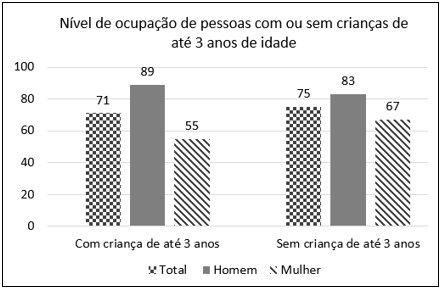 Nível de ocupação de pessoas com ou sem crianças de
até 3 anos de idade
100
80
60
40
20
0
71
89
55
75
83
67
Com criança de até 3 anos
Sem criança de até 3 anos
Total
Homem
Mulher